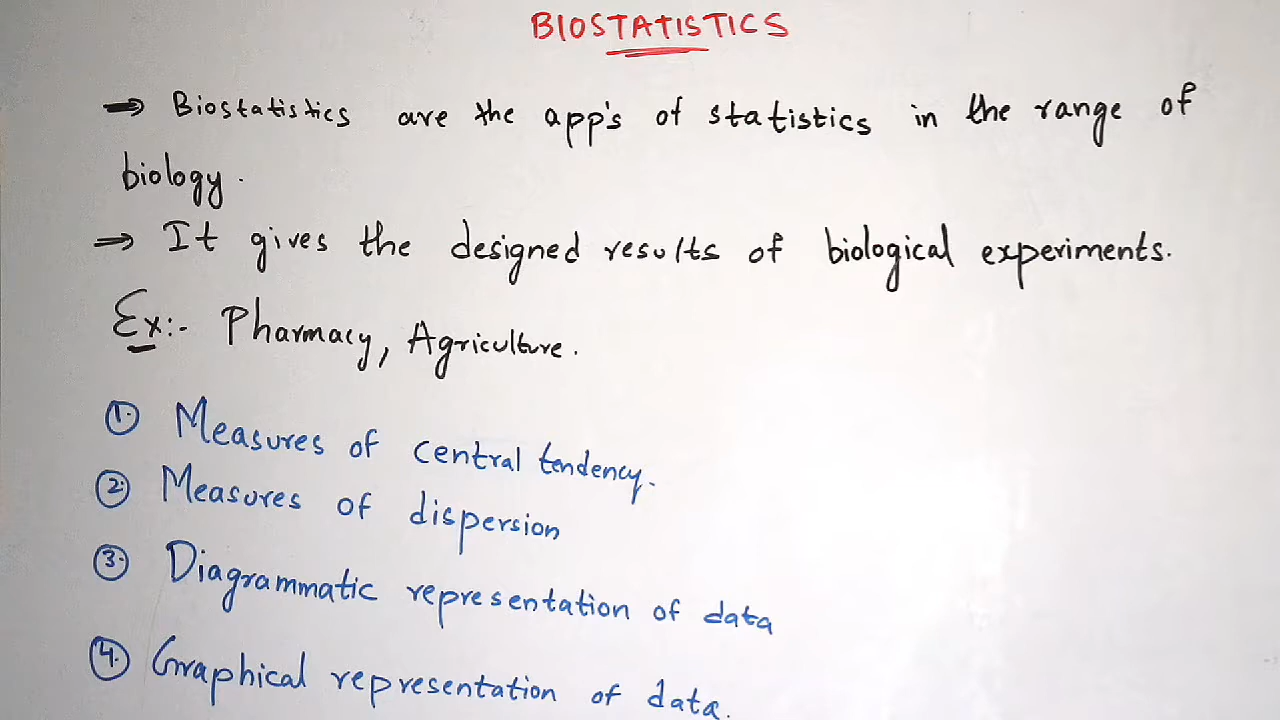 BIOSTATISTICS
⇒ Biostatistics are the app's of statistics in the range of
biology.
⇒ It gives the designed results of biological experiments.
Ex:- Pharmacy, Agriculture.
1. Measures of central tendency.
2. Measures of dispersion
3. Diagrammatic representation of data
4. Graphical representation of data.